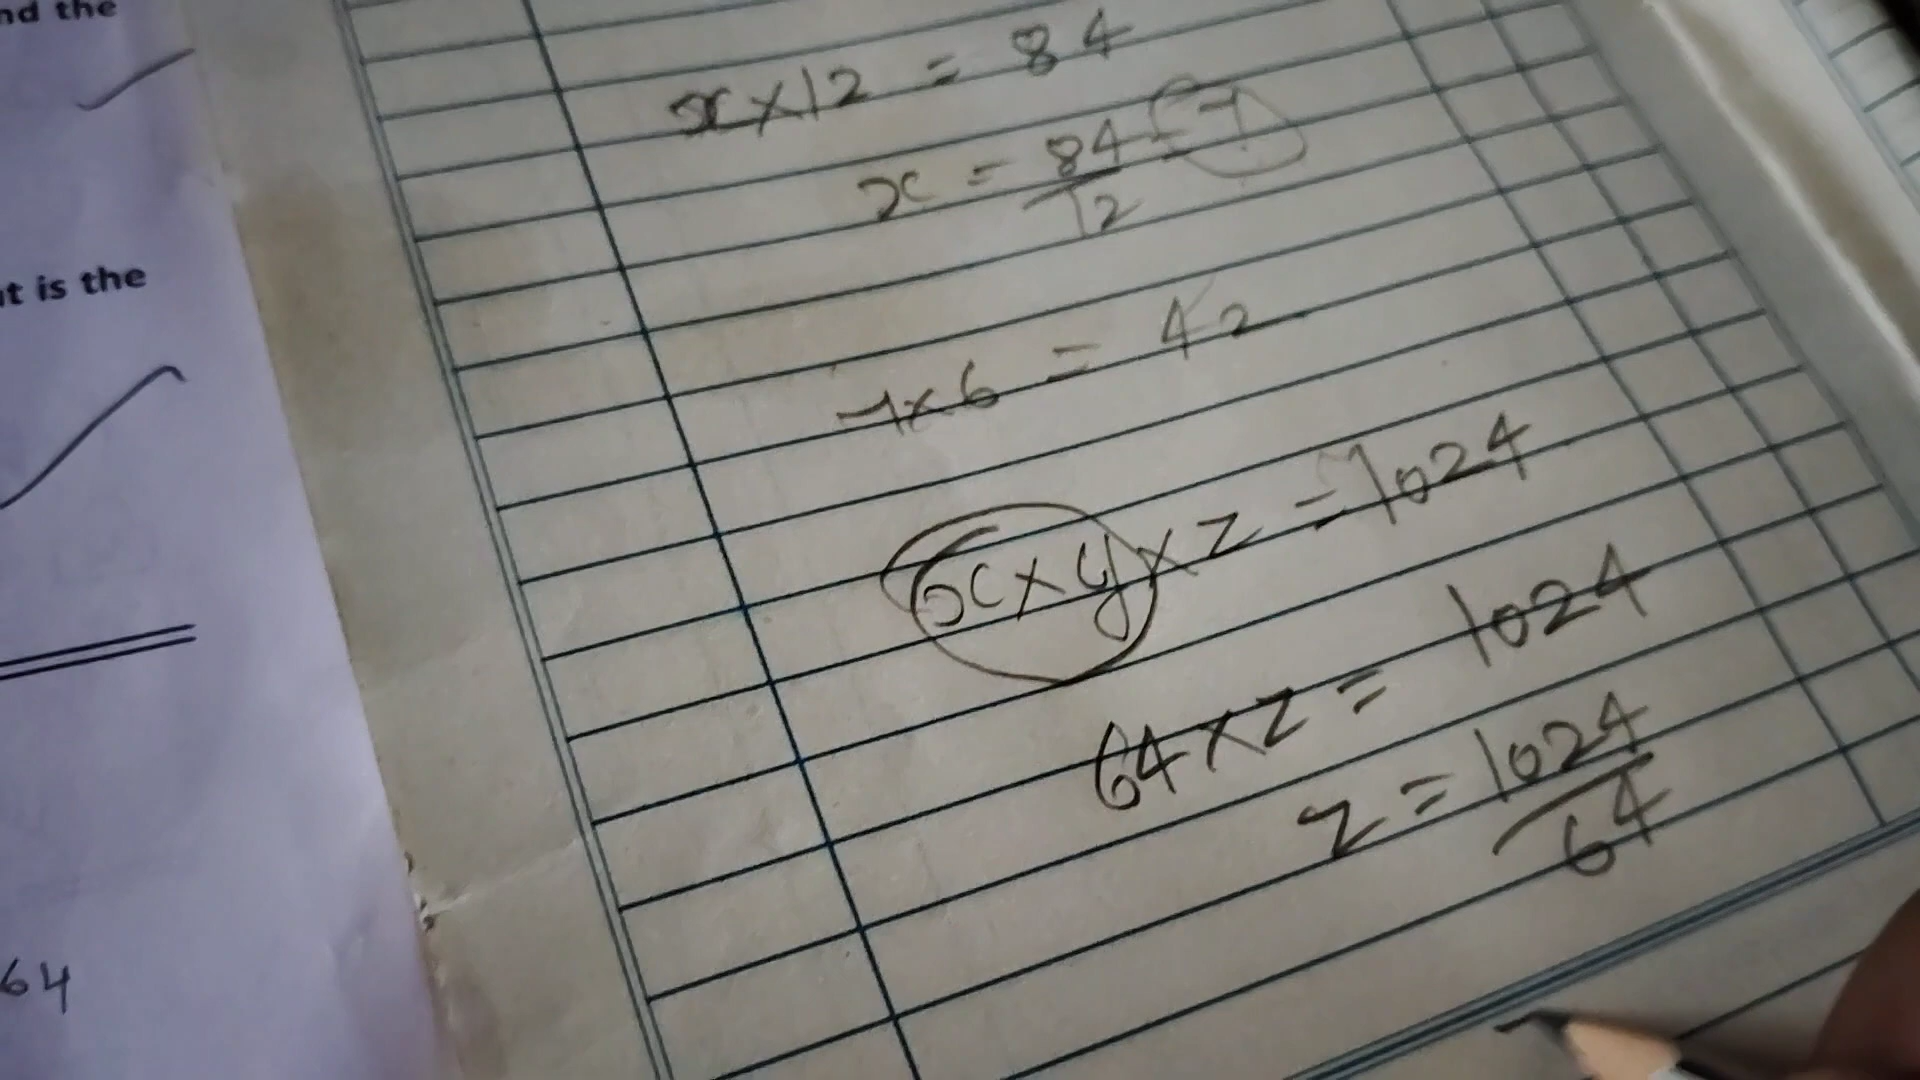 nd the
t is the
64
x × 12 = 84
x = 84/12 = 7
7×6 = 42
x × y × z = 1024
64 × z = 1024
z = 1024/64